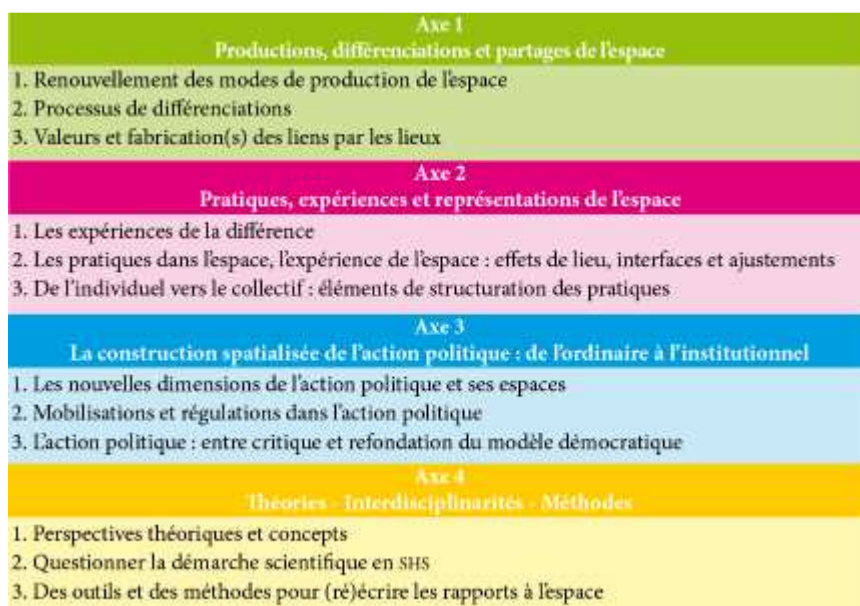 Axe 1
Productions, différenciations et partages de l'espace
1. Renouvellement des modes de production de l'espace
2. Processus de différenciations
3. Valeurs et fabrication(s) des liens par les lieux
Axe 2
Pratiques, expériences et représentations de l'espace
1. Les expériences de la différence
2. Les pratiques dans l'espace, l'expérience de l'espace : effets de lieu, interfaces et ajustements
3. De l'individuel vers le collectif : éléments de structuration des pratiques
Axe 3
La construction spatialisée de l'action politique : de l'ordinaire à l'institutionnel
1. Les nouvelles dimensions de l'action politique et ses espaces
2. Mobilisations et régulations dans l'action politique
3. L'action politique : entre critique et refondation du modèle démocratique
Axe 4
Théories - Interdisciplinarités - Méthodes
1. Perspectives théoriques et concepts
2. Questionner la démarche scientifique en SHS
3. Des outils et des méthodes pour (ré)écrire les rapports à l'espace